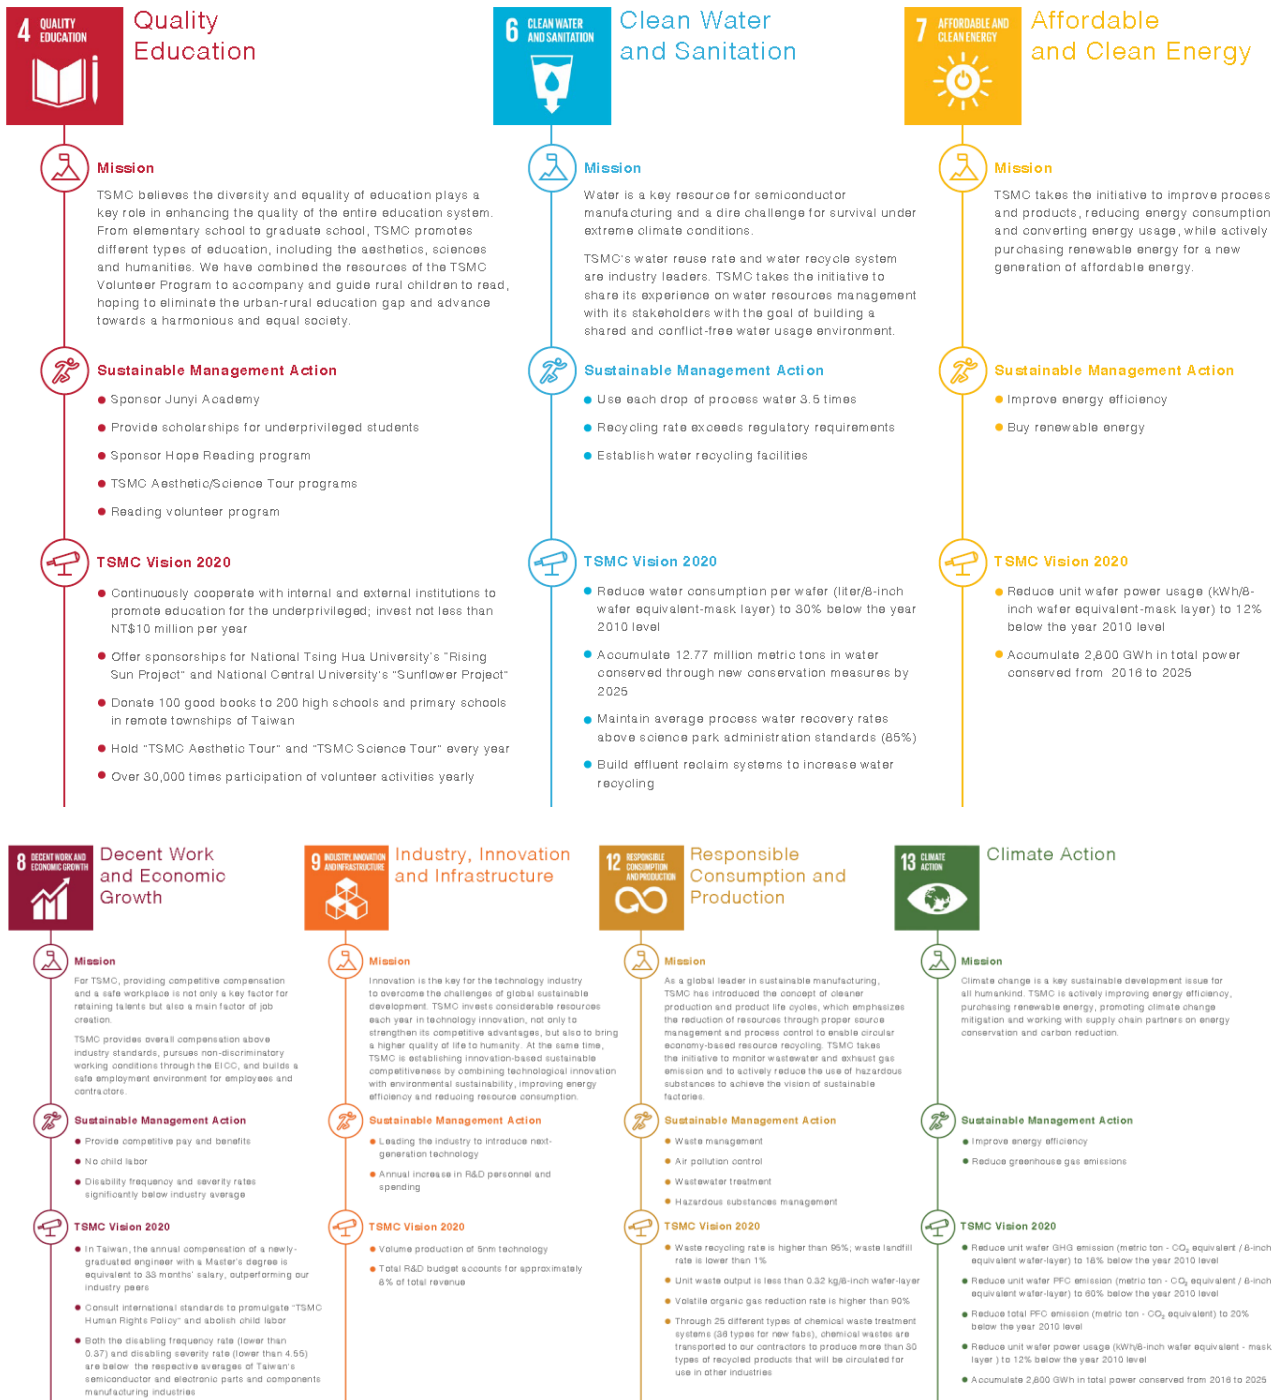 4 QUALITY
EDUCATION
Quality
Education
Mission
TSMC believes the diversity and equality of education plays a
key role in enhancing the quality of the entire education system.
From elementary school to graduate school, TSMC promotes
different types of education, including the aesthetics, sciences
and humanities. We have combined the resources of the TSMC
Volunteer Program to accompany and guide rural children to read,
hoping to eliminate the urban-rural education gap and advance
towards a harmonious and equal society.
Sustainable Management Action
Sponsor Junyi Academy
Provide scholarships for underprivileged students
Sponsor Hope Reading program
TSMC Aesthetic/Science Tour programs
Reading volunteer program
TSMC Vision 2020
Continuously cooperate with internal and external institutions to
promote education for the underprivileged; invest not less than
NT$10 million per year
Offer sponsorships for National Tsing Hua University's "Rising
Sun Project" and National Central University's "Sunflower Project"
Donate 100 good books to 200 high schools and primary schools
in remote townships of Taiwan
Hold "TSMC Aesthetic Tour" and "TSMC Science Tour" every year
Over 30,000 times participation of volunteer activities yearly
6 CLEAN WATER
AND SANITATION
Clean Water
and Sanitation
Mission
Water is a key resource for semiconductor
manufacturing and a dire challenge for survival under
extreme climate conditions.
TSMC's water reuse rate and water recycle system
are industry leaders. TSMC takes the initiative to
share its experience on water resources management
with its stakeholders with the goal of building a
shared and conflict-free water usage environment.
Sustainable Management Action
Use each drop of process water 3.5 times
Recycling rate exceeds regulatory requirements
Establish water recycling facilities
TSMC Vision 2020
Reduce water consumption per wafer (liter/8-inch
wafer equivalent-mask layer) to 30% below the year
2010 level
Accumulate 12.77 million metric tons in water
conserved through new conservation measures by
2025
Maintain average process water recovery rates
above science park administration standards (85%)
Build effluent reclaim systems to increase water
recycling
7 AFFORDABLE AND
CLEAN ENERGY
Affordable
and Clean Energy
Mission
TSMC takes the initiative to improve process
and products, reducing energy consumption
and converting energy usage, while actively
purchasing renewable energy for a new
generation of affordable energy.
Sustainable Management Action
Improve energy efficiency
Buy renewable energy
TSMC Vision 2020
Reduce unit wafer power usage (kWh/8-
inch wafer equivalent-mask layer) to 12%
below the year 2010 level
Accumulate 2,800 GWh in total power
conserved from 2016 to 2025
8 DECENT WORK AND
ECONOMIC GROWTH
Decent Work
and Economic
Growth
Mission
For TSMC, providing competitive compensation
and a safe workplace is not only a key factor for
retaining talents but also a main factor of job
creation.
TSMC provides overall compensation above
industry standards, pursues non-discriminatory
working conditions through the EICC, and builds a
safe employment environment for employees and
contractors.
Sustainable Management Action
Provide competitive pay and benefits
No child labor
Disability frequency and severity rates
significantly below industry average
TSMC Vision 2020
In Taiwan, the annual compensation of a newly-
graduated engineer with a Master's degree is
equivalent to 33 months' salary, outperforming our
industry peers
Consult international standards to promulgate "TSMC
Human Rights Policy" and abolish child labor
Both the disabling frequency rate (lower than
0.37) and disabling severity rate (lower than 4.55)
are below the respective averages of Taiwan's
semiconductor and electronic parts and components
manufacturing industries
9 INDUSTRY, INNOVATION
AND INFRASTRUCTURE
Industry, Innovation
and Infrastructure
Mission
Innovation is the key for the technology industry
to overcome the challenges of global sustainable
development. TSMC invests considerable resources
each year in technology innovation, not only to
strengthen its competitive advantages, but also to bring
a higher quality of life to humanity. At the same time,
TSMC is establishing innovation-based sustainable
competitiveness by combining technological innovation
with environmental sustainability, improving energy
efficiency and reducing resource consumption.
Sustainable Management Action
Leading the industry to introduce next-
generation technology
Annual increase in R&D personnel and
spending
TSMC Vision 2020
Volume production of 5nm technology
Total R&D budget accounts for approximately
8% of total revenue
12 RESPONSIBLE
CONSUMPTION
AND PRODUCTION
Responsible
Consumption and
Production
Mission
As a global leader in sustainable manufacturing,
TSMC has introduced the concept of cleaner
production and product life cycles, which emphasizes
the reduction of resources through proper source
management and process control to enable circular
economy-based resource recycling. TSMC takes
the initiative to monitor wastewater and exhaust gas
emission and to actively reduce the use of hazardous
substances to achieve the vision of sustainable
factories.
Sustainable Management Action
Waste management
Air pollution control
Wastewater treatment
Hazardous substances management
TSMC Vision 2020
Waste recycling rate is higher than 95%; waste landfill
rate is lower than 1%
Unit waste output is less than 0.32 kg/8-inch wafer-layer
Volatile organic gas reduction rate is higher than 90%
Through 25 different types of chemical waste treatment
systems (36 types for new fabs), chemical wastes are
transported to our contractors to produce more than 30
types of recycled products that will be circulated for
use in other industries
13 CLIMATE
ACTION
Climate Action
Mission
Climate change is a key sustainable development issue for
all humankind. TSMC is actively improving energy efficiency,
purchasing renewable energy, promoting climate change
mitigation and working with supply chain partners on energy
conservation and carbon reduction.
Sustainable Management Action
Improve energy efficiency
Reduce greenhouse gas emissions
TSMC Vision 2020
Reduce unit wafer GHG emission (metric ton - CO₂ equivalent / 8-inch
equivalent wafer-layer) to 18% below the year 2010 level
Reduce unit wafer PFC emission (metric ton - CO₂ equivalent / 8-inch
equivalent wafer-layer) to 60% below the year 2010 level
Reduce total PFC emission (metric ton - CO₂ equivalent) to 20%
below the year 2010 level
Reduce unit wafer power usage (kWh/8-inch wafer equivalent - mask
layer ) to 12% below the year 2010 level
Accumulate 2,800 GWh in total power conserved from 2016 to 2025